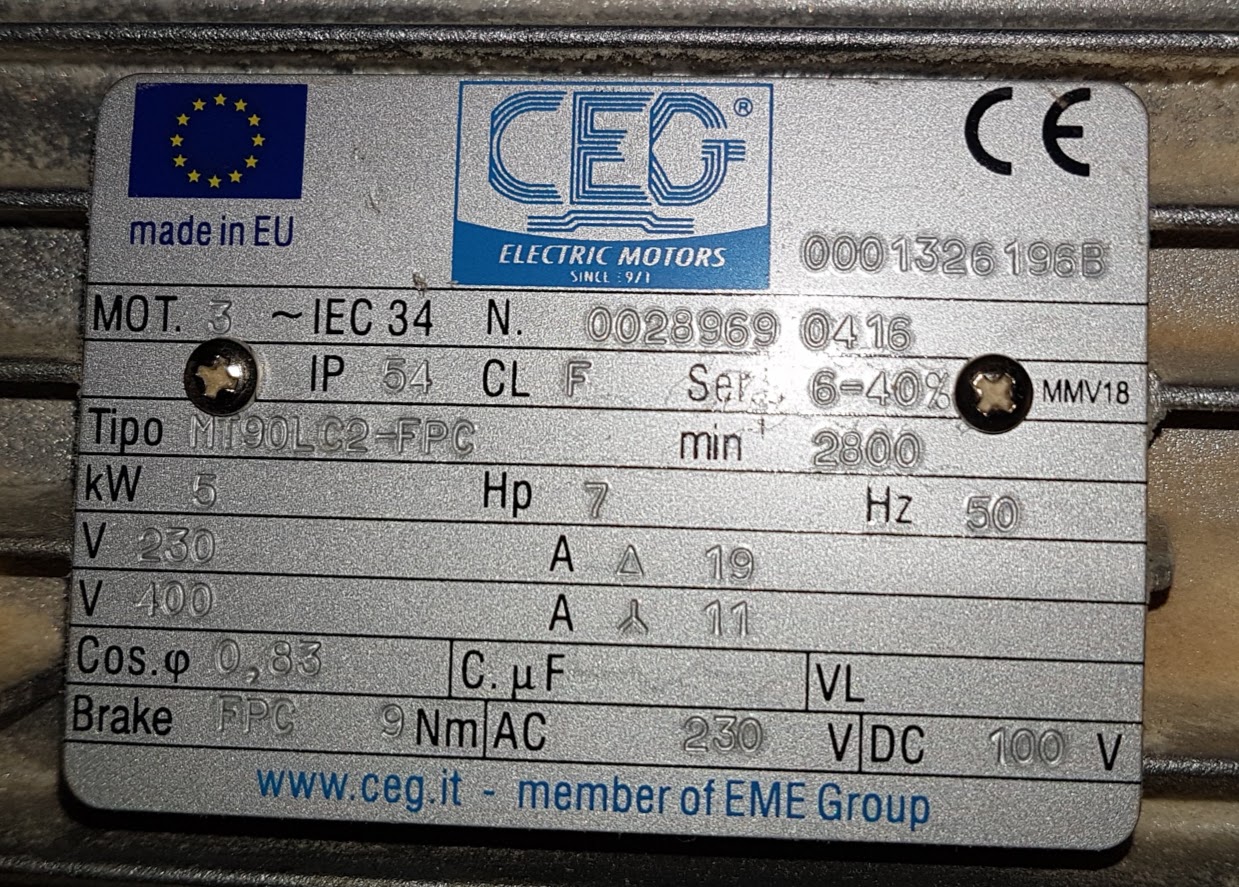 CEG®
CE
made in EU
ELECTRIC MOTORS
SINCE
0001326196B
MOT. 3 ~ IEC 34 N. 0028969 0416
IP 54 CL F Ser. 6-40% MMV18
Tipo MT90LC2-FPC min 2800
kW 5 Hp 7 Hz 50
V 230 A Δ 19
V 400 A 11
Cos.φ 0,83 C. µF VL
Brake FPC 9 Nm AC 230 V DC 100 V
www.ceg.it - member of EME Group